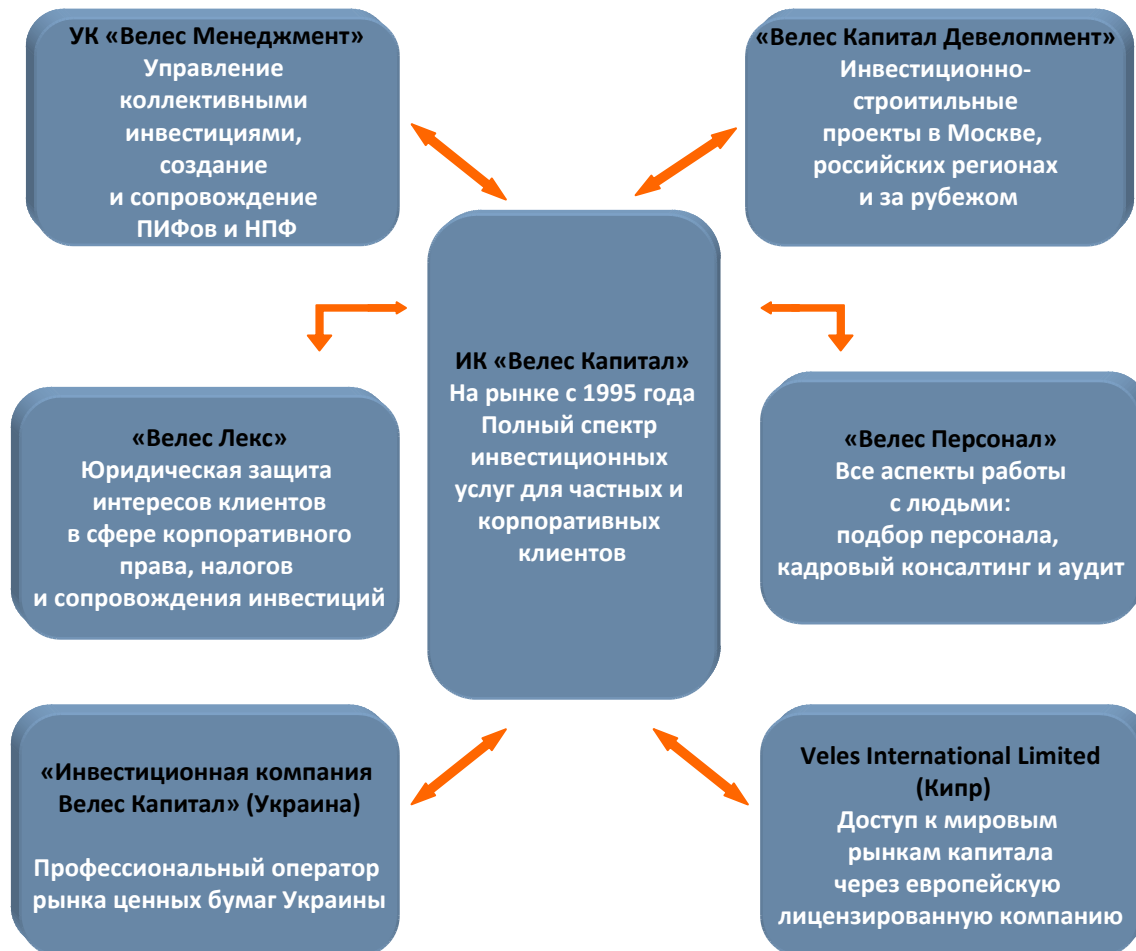 УК «Велес Менеджмент»
Управление
коллективными
инвестициями,
создание
и сопровождение
ПИФов и НПФ
«Велес Капитал Девелопмент»
Инвестиционно-
строитильные
проекты в Москве,
российских регионах
и за рубежом
ИК «Велес Капитал»
На рынке с 1995 года
Полный спектр
инвестиционных
услуг для частных и
корпоративных
клиентов
«Велес Лекс»
Юридическая защита
интересов клиентов
в сфере корпоративного
права, налогов
и сопровождения инвестиций
«Велес Персонал»
Все аспекты работы
с людьми:
подбор персонала,
кадровый консалтинг и аудит
«Инвестиционная компания
Велес Капитал» (Украина)
Профессиональный оператор
рынка ценных бумаг Украины
Veles International Limited
(Кипр)
Доступ к мировым
рынкам капитала
через европейскую
лицензированную компанию